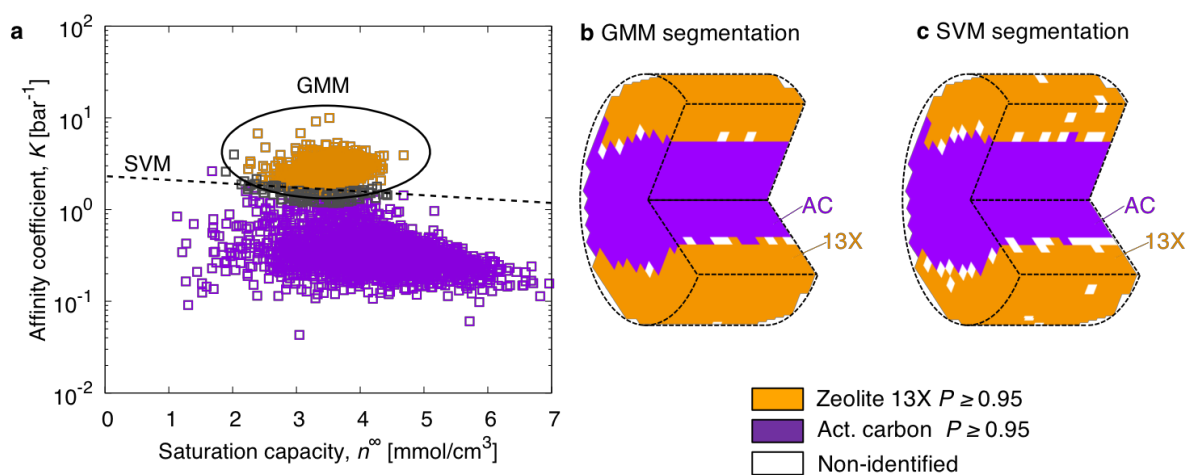 a
Affinity coefficient, K [bar⁻¹]
10²
10¹
10⁰
10⁻¹
10⁻²
GMM
SVM
0 1 2 3 4 5 6 7
Saturation capacity, n^∞ [mmol/cm³]
b GMM segmentation
AC
13X
c SVM segmentation
AC
13X
Zeolite 13X P ≥ 0.95
Act. carbon P ≥ 0.95
Non-identified